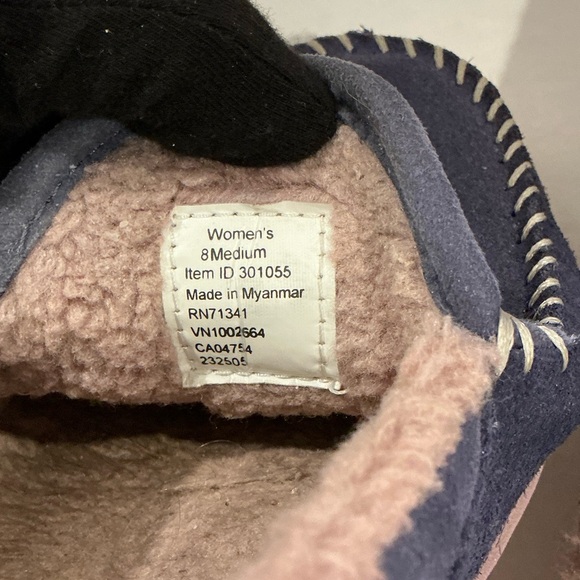 Women's
8Medium
Item ID 301055
Made in Myanmar
RN71341
VN1002664
CA04754
232505